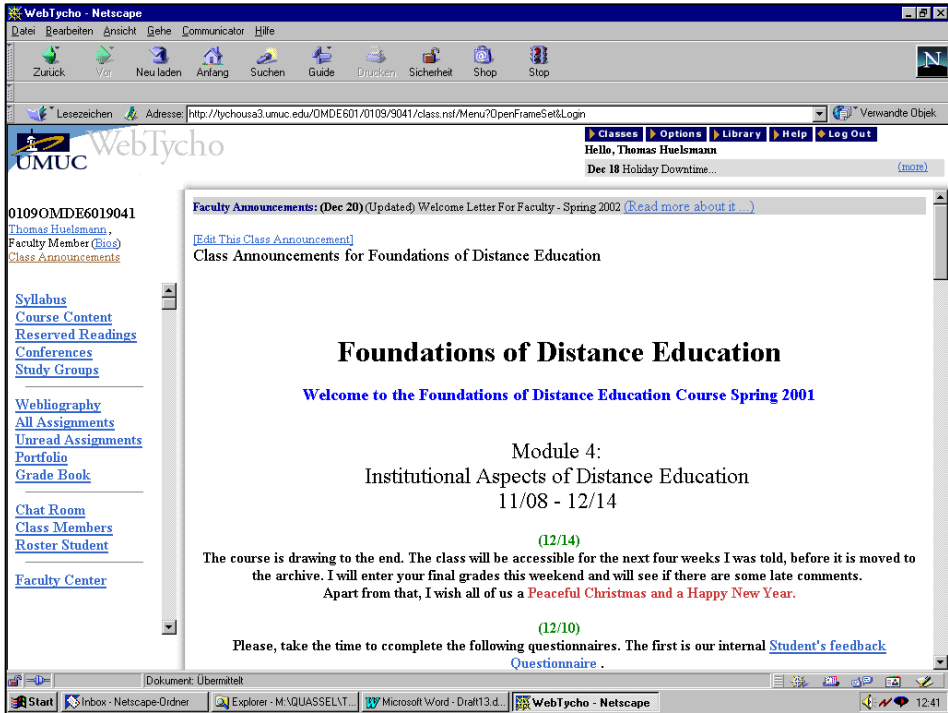 WebTycho - Netscape
Datei Bearbeiten Ansicht Gehe Communicator Hilfe
Zurück Vor Neu laden Anfang Suchen Guide Drucken Sicherheit Shop Stop
N
Lesezeichen Adresse: http://tychousa3.umuc.edu/OMDE601/0109/9041/class.nsf/Menu?OpenFrameSet&Login Verwandte Objek
UMUC WebTycho
Classes Options Library Help Log Out
Hello, Thomas Huelsmann
Dec 18 Holiday Downtime... (more)
0109OMDE6019041
Thomas Huelsmann ,
Faculty Member (Bios)
Class Announcements
Syllabus
Course Content
Reserved Readings
Conferences
Study Groups
Webliography
All Assignments
Unread Assignments
Portfolio
Grade Book
Chat Room
Class Members
Roster Student
Faculty Center
Faculty Announcements: (Dec 20) (Updated) Welcome Letter For Faculty - Spring 2002 (Read more about it ...)
[Edit This Class Announcement]
Class Announcements for Foundations of Distance Education
Foundations of Distance Education
Welcome to the Foundations of Distance Education Course Spring 2001
Module 4:
Institutional Aspects of Distance Education
11/08 - 12/14
(12/14)
The course is drawing to the end. The class will be accessible for the next four weeks I was told, before it is moved to
the archive. I will enter your final grades this weekend and will see if there are some late comments.
Apart from that, I wish all of us a Peaceful Christmas and a Happy New Year.
(12/10)
Please, take the time to ccomplete the following questionnaires. The first is our internal Student's feedback
Questionnaire .
Dokument: Übermittelt
Start Inbox - Netscape-Ordner Explorer - M:\QUASSEL\T... Microsoft Word - Draft13.d... WebTycho - Netscape 12:41